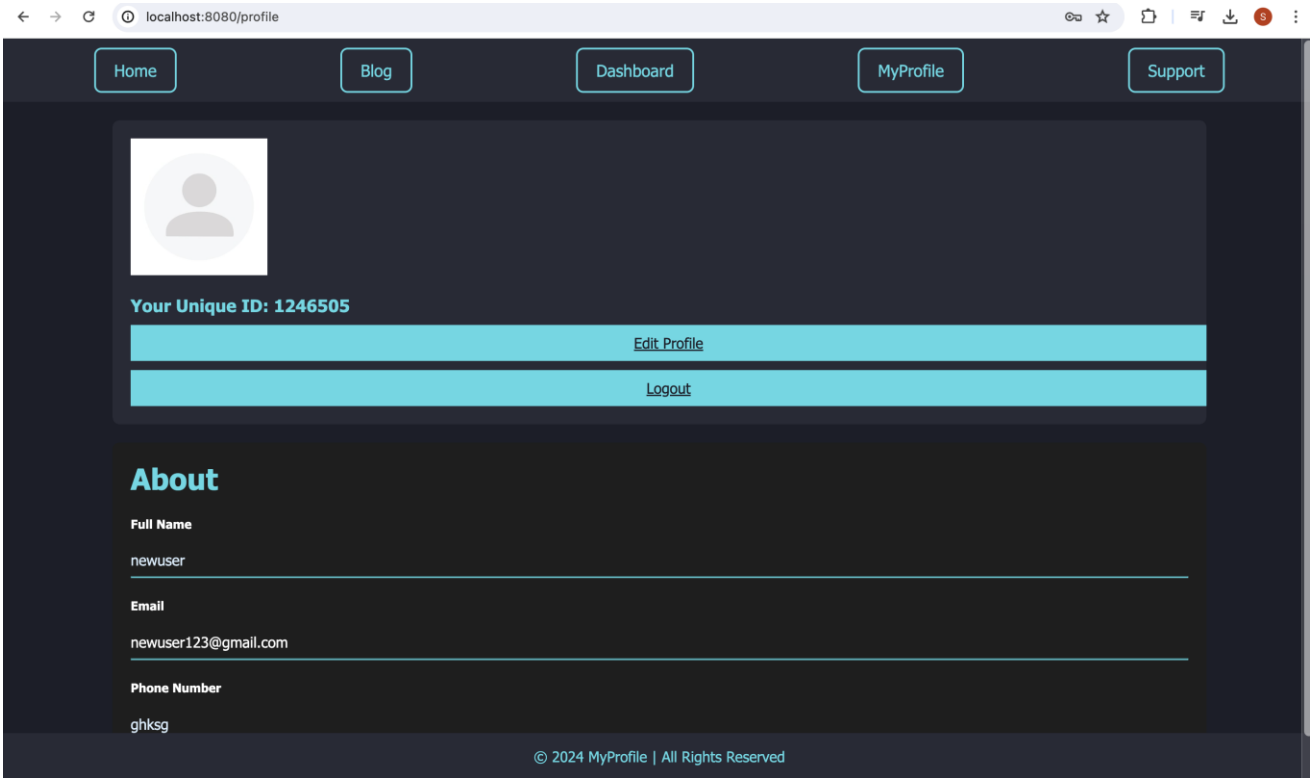 localhost:8080/profile
S
Home Blog Dashboard MyProfile Support
Your Unique ID: 1246505
Edit Profile
Logout
About
Full Name
newuser
Email
newuser123@gmail.com
Phone Number
ghksg
© 2024 MyProfile | All Rights Reserved